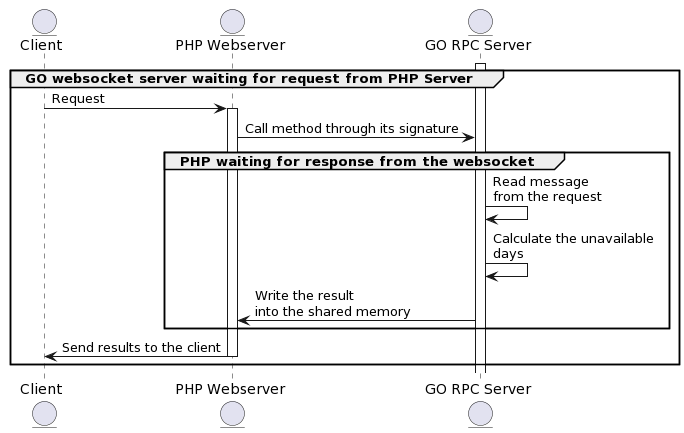 Client
PHP Webserver
GO RPC Server
GO websocket server waiting for request from PHP Server
Request
Call method through its signature
PHP waiting for response from the websocket
Read message
from the request
Calculate the unavailable
days
Write the result
into the shared memory
Send results to the client
Client
PHP Webserver
GO RPC Server